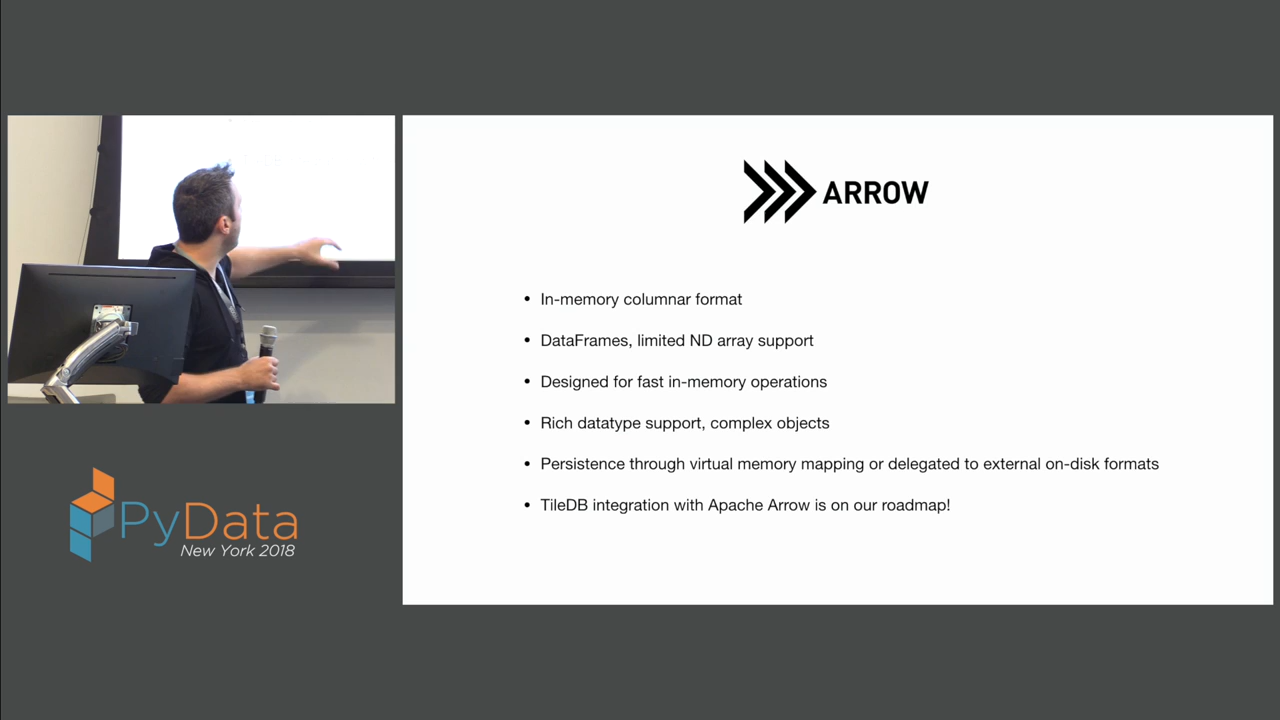 ARROW
• In-memory columnar format
• DataFrames, limited ND array support
• Designed for fast in-memory operations
• Rich datatype support, complex objects
• Persistence through virtual memory mapping or delegated to external on-disk formats
• TileDB integration with Apache Arrow is on our roadmap!
PyData
New York 2018